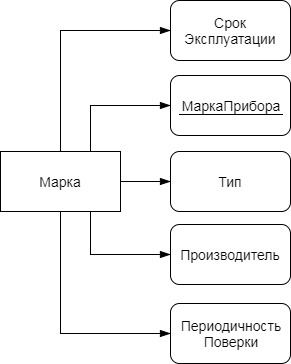 Срок
Эксплуатации
МаркаПрибора
Марка
Тип
Производитель
Периодичность
Поверки